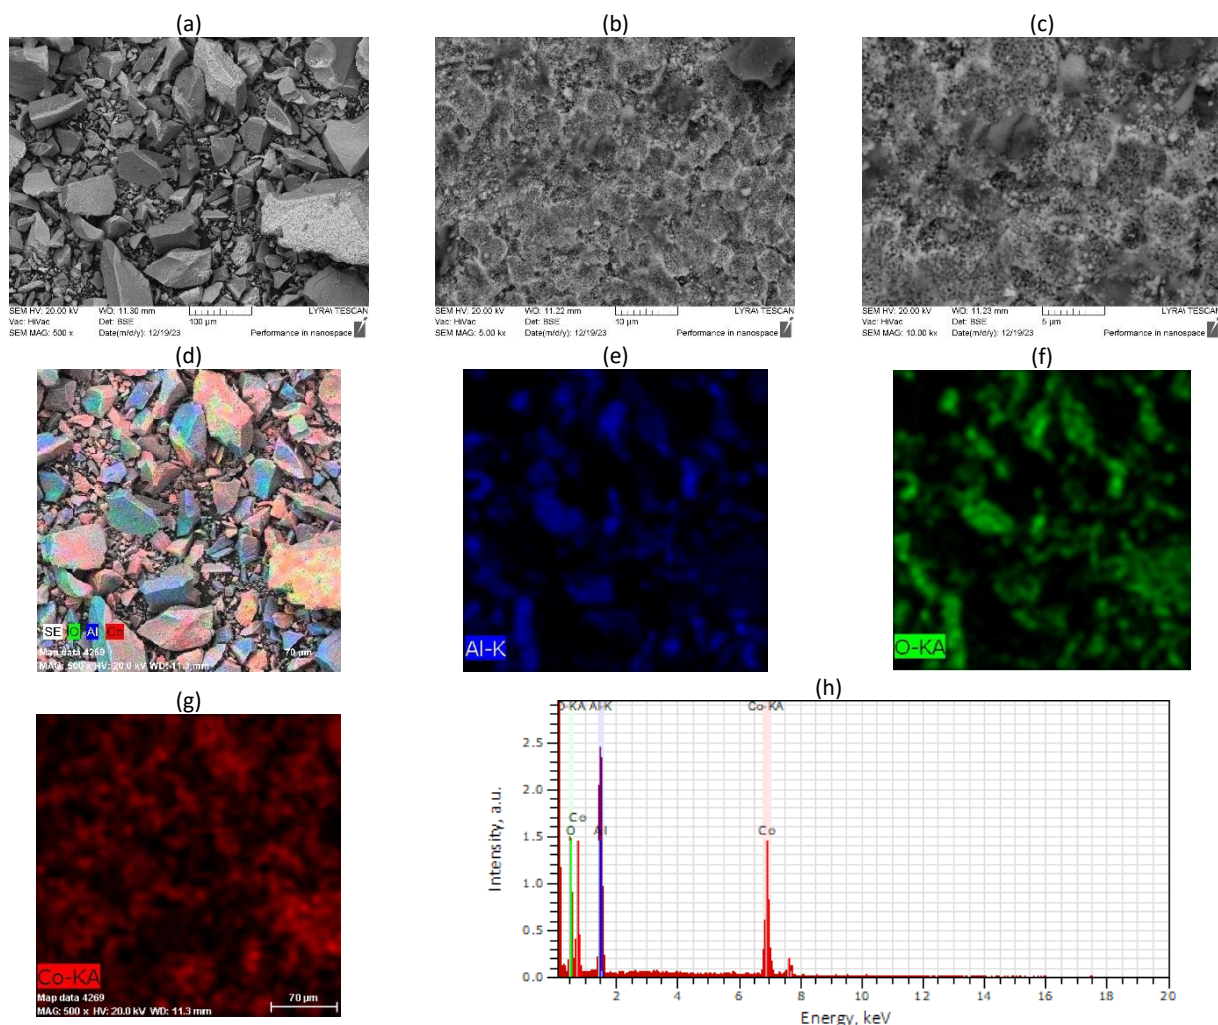 (a)
(b)
(c)
SEM HV: 20.00 kV WD: 11.30 mm LYRA\ TESCAN
Vac: HiVac Det: BSE 100 µm
SEM MAG: 500 x Date(m/d/y): 12/19/23 Performance in nanospace
SEM HV: 20.00 kV WD: 11.22 mm LYRA\ TESCAN
Vac: HiVac Det: BSE 10 µm
SEM MAG: 5.00 kx Date(m/d/y): 12/19/23 Performance in nanospace
SEM HV: 20.00 kV WD: 11.23 mm LYRA\ TESCAN
Vac: HiVac Det: BSE 5 µm
SEM MAG: 10.00 kx Date(m/d/y): 12/19/23 Performance in nanospace
(d)
(e)
(f)
SE O Al Co
Map data 4269 70 µm
MAG: 500 x HV: 20.0 kV WD: 11.3 mm
Al-K
O-KA
(g)
(h)
Co-KA
Map data 4269 70 µm
MAG: 500 x HV: 20.0 kV WD: 11.3 mm
O-KA Al-K Co-KA
Co
O Al Co
2.5
2.0
1.5
1.0
0.5
0.0
Intensity, a.u.
2 4 6 8 10 12 14 16 18 20
Energy, keV